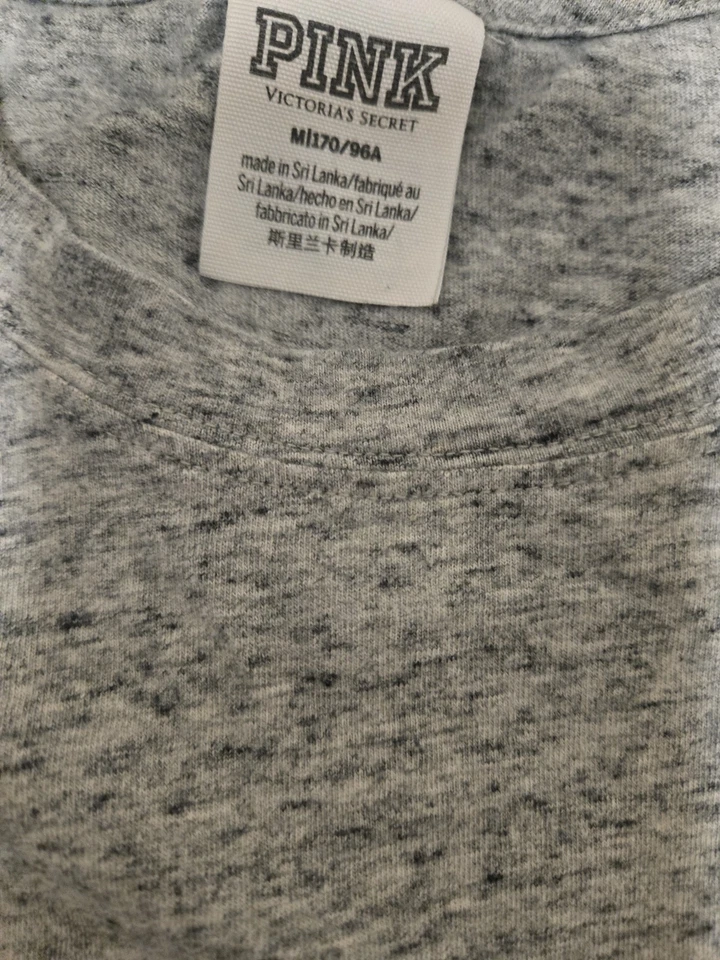 PINK
VICTORIA'S SECRET
M|170/96A
made in Sri Lanka/fabriqué au
Sri Lanka/hecho en Sri Lanka/
fabbricato in Sri Lanka/
斯里兰卡制造